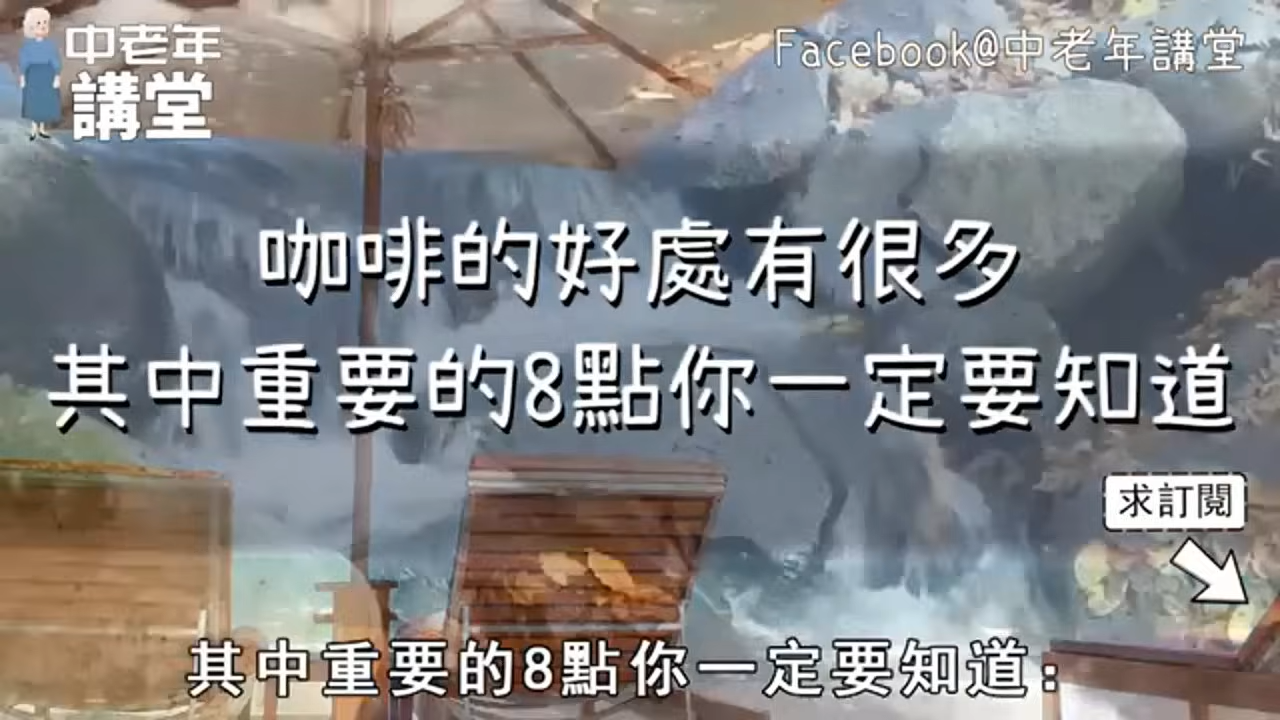 中老年
講堂
Facebook@中老年講堂
咖啡的好處有很多
其中重要的8點你一定要知道
求訂閱
其中重要的8點你一定要知道：